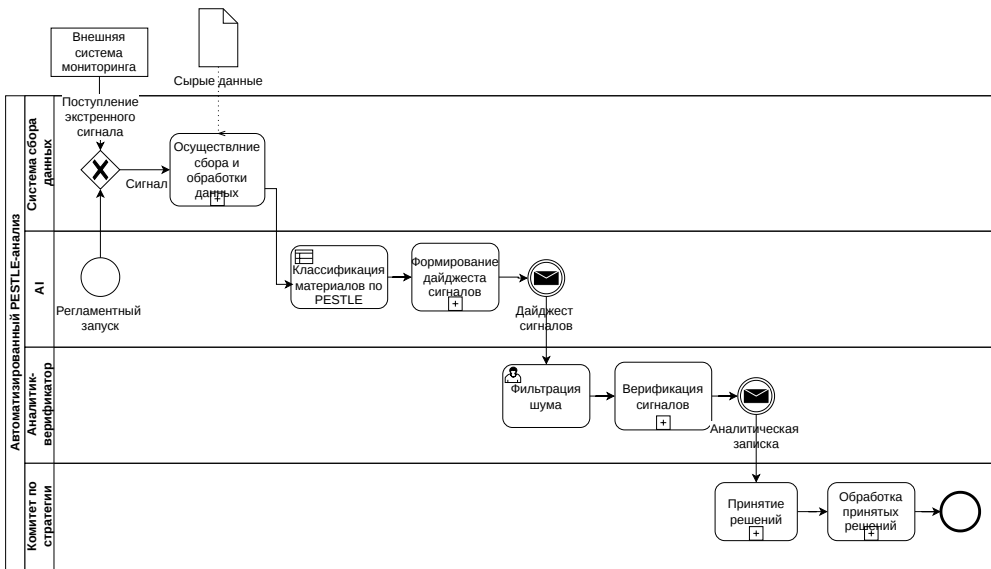 Внешняя
система
мониторинга
Сырые данные
Поступление
экстренного
сигнала
Сигнал
Осуществлние
сбора и
обработки
данных
Автоматизированный PESTLE-анализ
Система сбора
данных
AI
Регламентный
запуск
Классификация
материалов по
PESTLE
Формирование
дайджеста
сигналов
Дайджест
сигналов
Аналитик-
верификатор
Фильтрация
шума
Верификация
сигналов
Аналитическая
записка
Комитет по
стратегии
Принятие
решений
Обработка
принятых
решений